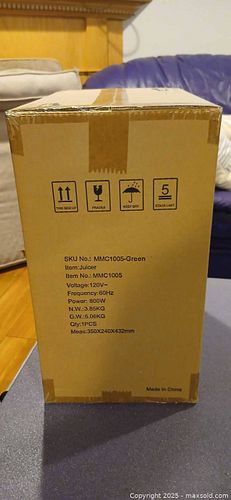 THIS SIDE UP
FRAGILE
KEEP DRY
5
STACK LIMIT
SKU No.: MMC1005-Green
Item:Juicer
Item No.: MMC1005
Voltage:120V~
Frequency:60Hz
Power: 800W
N.W.:3.85KG
G.W.:5.06KG
Qty:1PCS
Meas:350X240X432mm
Made In China
Copyright 2025 - maxsold.com